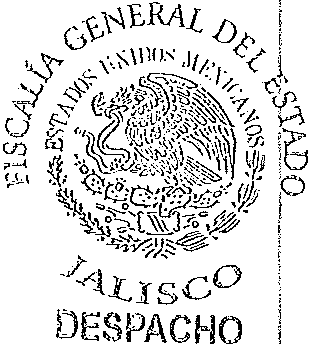 FISCALÍA GENERAL DEL ESTADO
ESTADOS UNIDOS MEXICANOS
JALISCO
DESPACHO